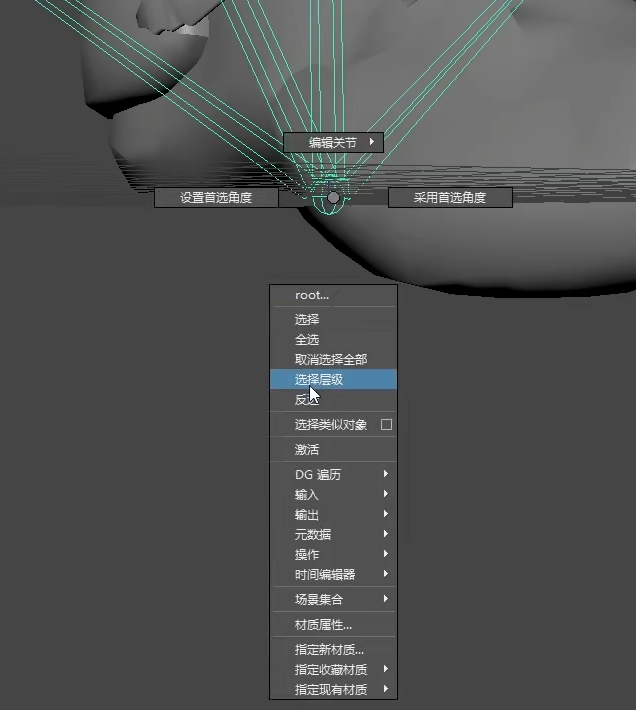 编辑关节
设置首选角度
采用首选角度
root...
选择
全选
取消选择全部
选择层级
反选
选择类似对象
激活
DG 遍历
输入
输出
元数据
操作
时间编辑器
场景集合
材质属性...
指定新材质...
指定收藏材质
指定现有材质